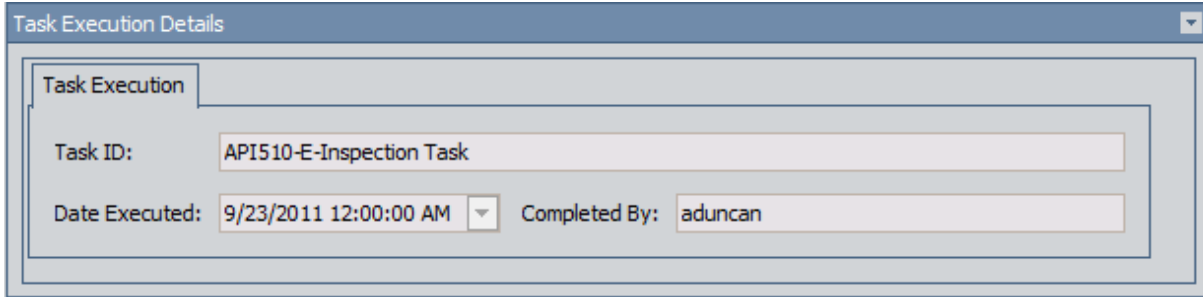 Task Execution Details
Task Execution
Task ID: API510-E-Inspection Task
Date Executed: 9/23/2011 12:00:00 AM Completed By: aduncan